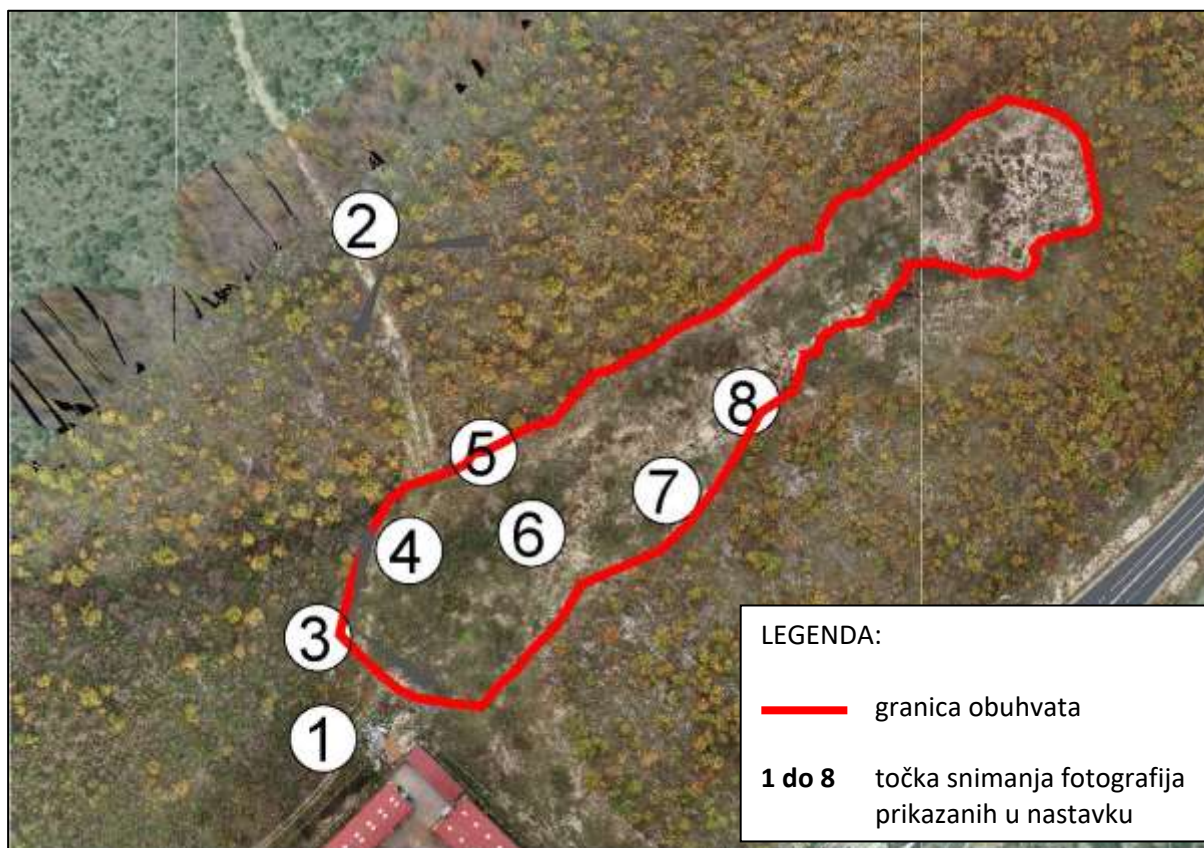 2
8
5
7
6
4
3
1
LEGENDA:
granica obuhvata
1 do 8 točka snimanja fotografija
prikazanih u nastavku